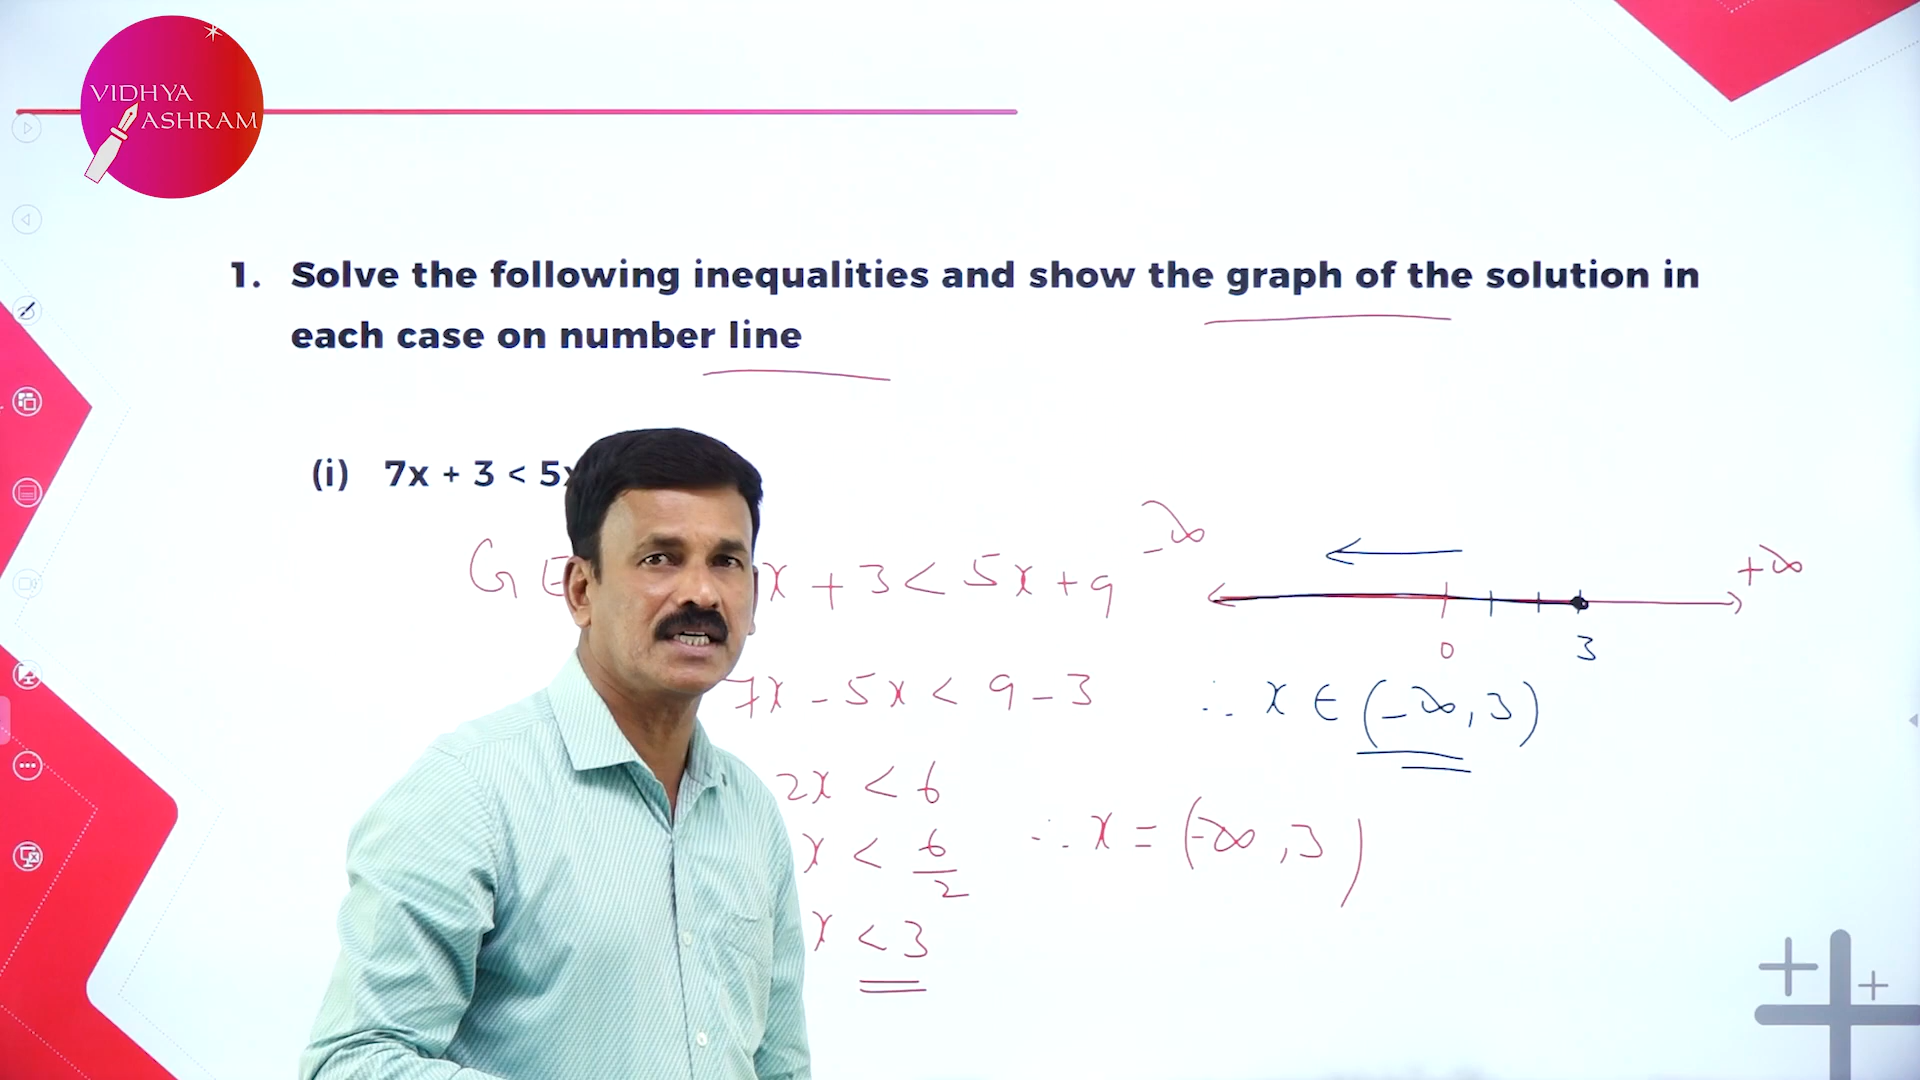 VIDHYA
ASHRAM
1. Solve the following inequalities and show the graph of the solution in
each case on number line
(i) 7x + 3 < 5x
G E x + 3 < 5x + 9
7x - 5x < 9 - 3
2x < 6
x < 6/2
x < 3
-∞ +∞
0 3
∴ x ∈ (-∞, 3)
∴ x = (-∞, 3)